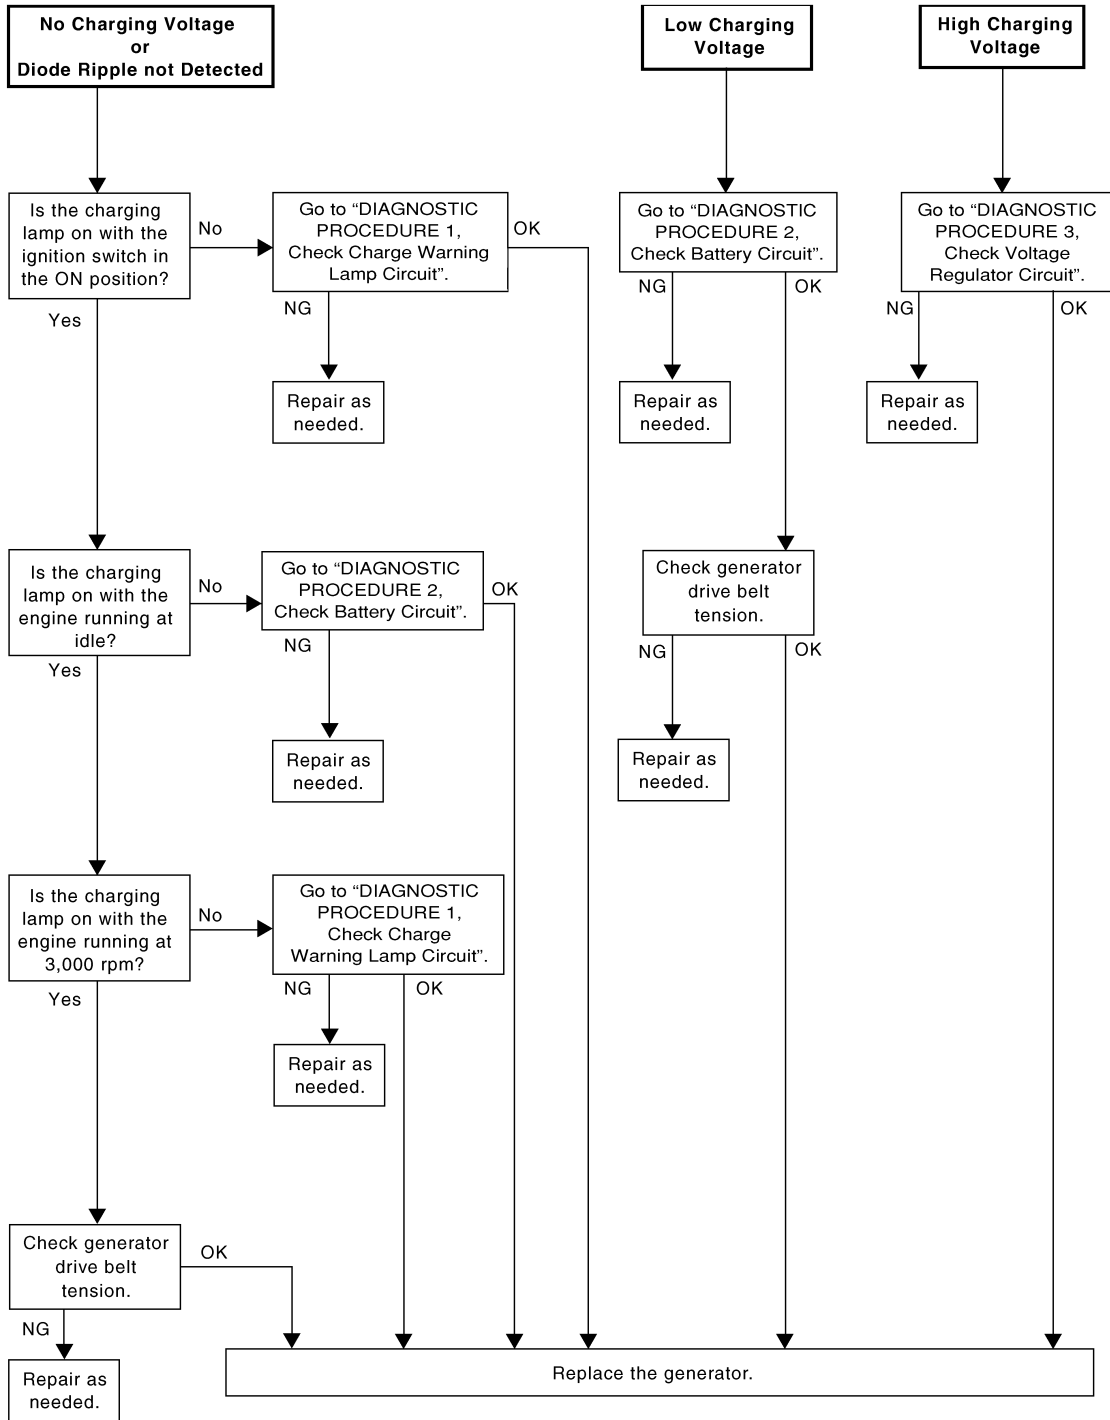 No Charging Voltage
or
Diode Ripple not Detected
Low Charging
Voltage
High Charging
Voltage
Is the charging
lamp on with the
ignition switch in
the ON position?
No
Go to “DIAGNOSTIC
PROCEDURE 1,
Check Charge Warning
Lamp Circuit”.
OK
Go to “DIAGNOSTIC
PROCEDURE 2,
Check Battery Circuit”.
Go to “DIAGNOSTIC
PROCEDURE 3,
Check Voltage
Regulator Circuit”.
Yes
NG
NG
OK
NG
OK
Repair as
needed.
Repair as
needed.
Repair as
needed.
Is the charging
lamp on with the
engine running at
idle?
No
Go to “DIAGNOSTIC
PROCEDURE 2,
Check Battery Circuit”.
OK
Check generator
drive belt
tension.
Yes
NG
NG
OK
Repair as
needed.
Repair as
needed.
Is the charging
lamp on with the
engine running at
3,000 rpm?
No
Go to “DIAGNOSTIC
PROCEDURE 1,
Check Charge
Warning Lamp Circuit”.
Yes
NG
OK
Repair as
needed.
Check generator
drive belt
tension.
OK
NG
Repair as
needed.
Replace the generator.